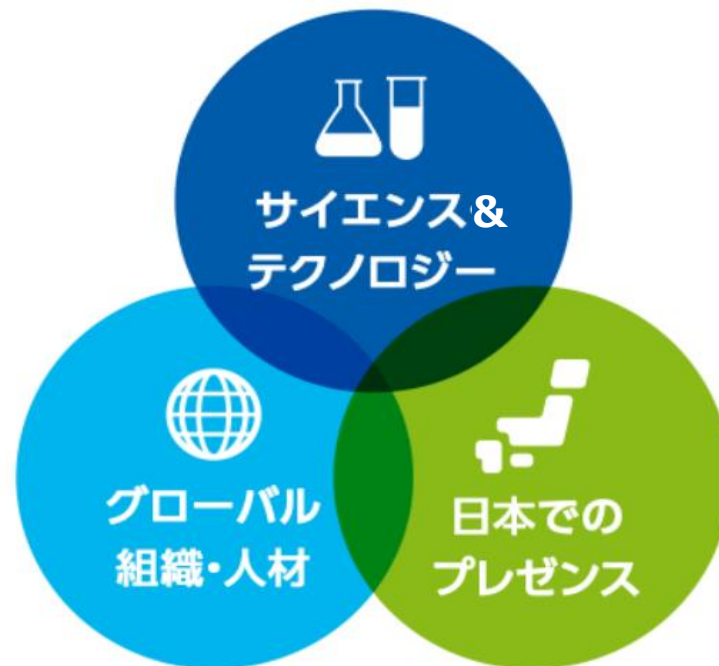 サイエンス&
テクノロジー
グローバル
組織・人材
日本での
プレゼンス